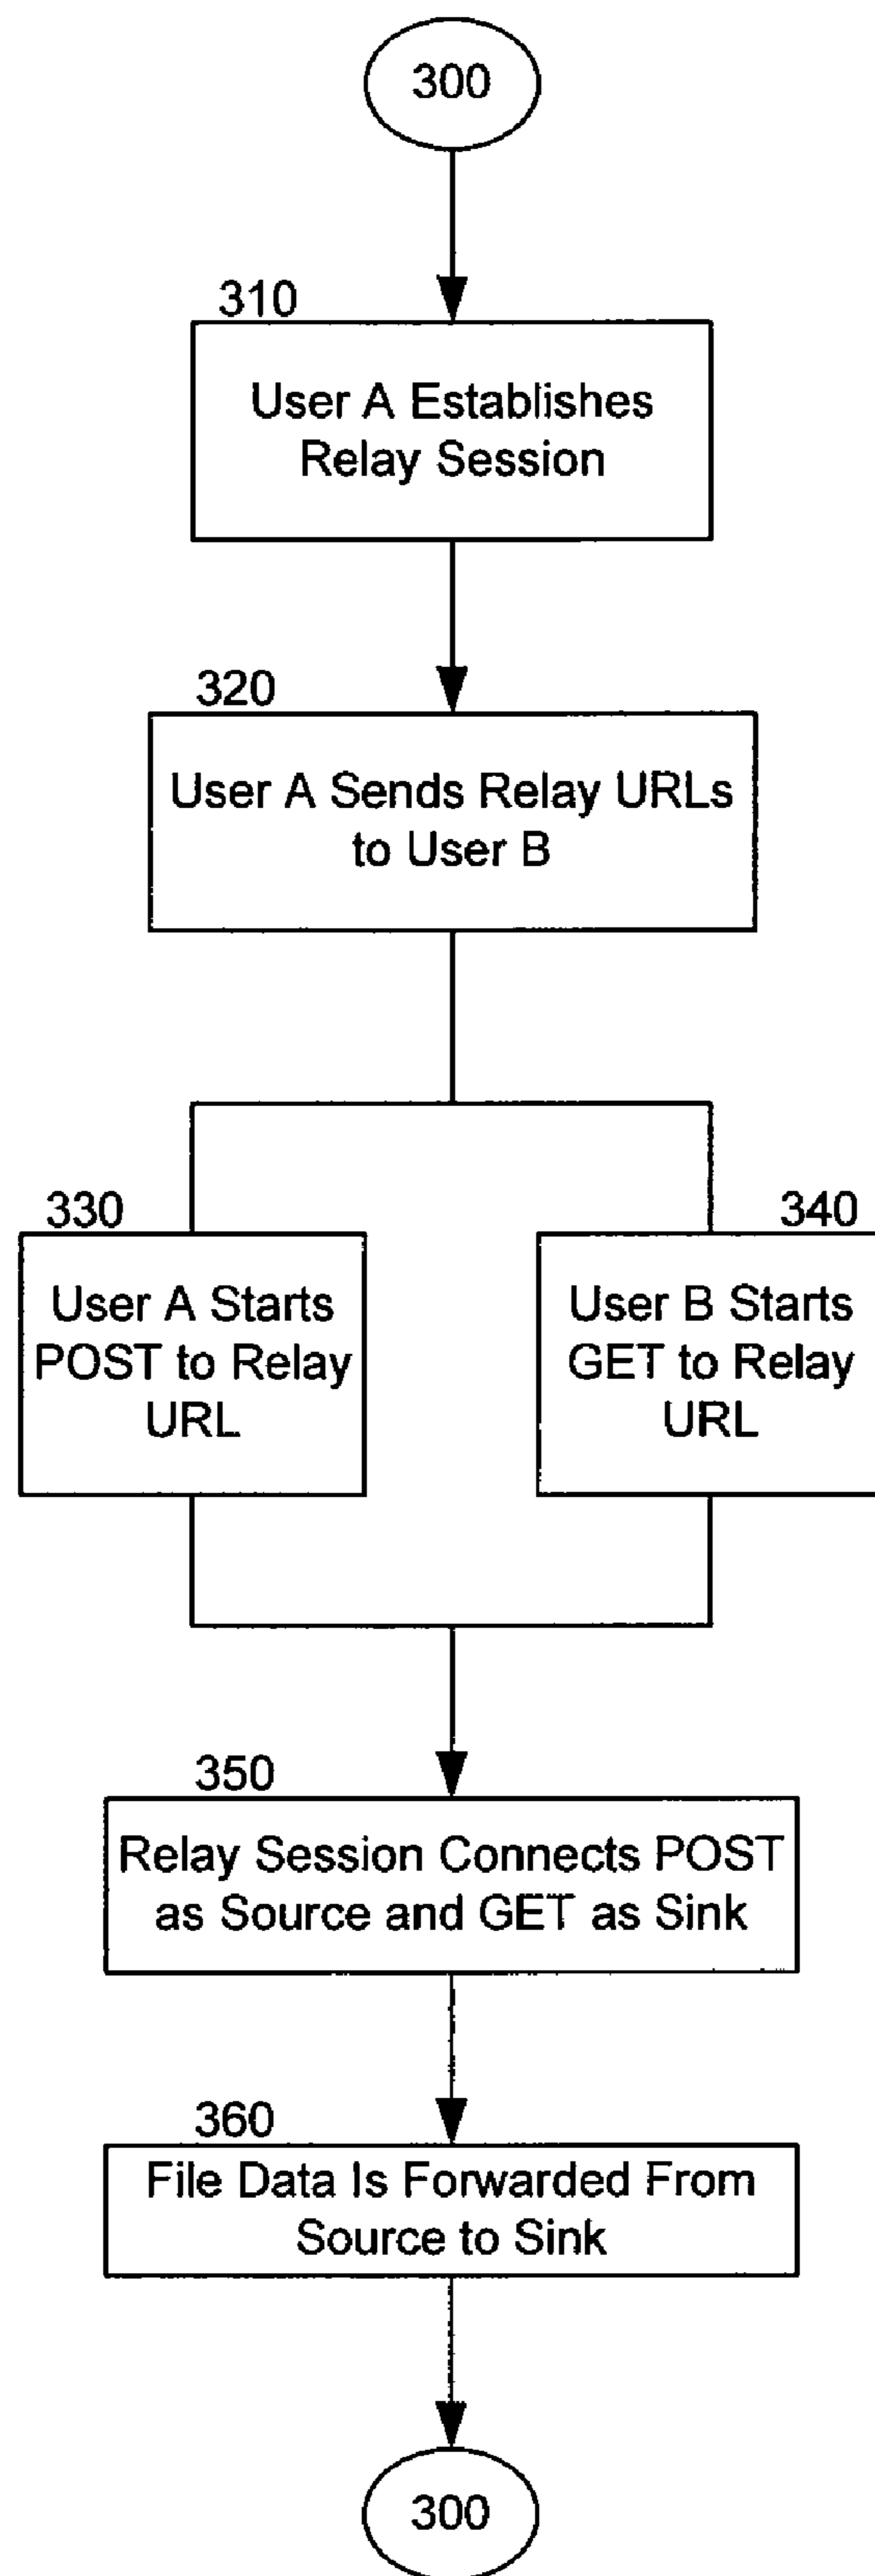 300
310
User A Establishes
Relay Session
320
User A Sends Relay URLs
to User B
330
User A Starts
POST to Relay
URL
340
User B Starts
GET to Relay
URL
350
Relay Session Connects POST
as Source and GET as Sink
360
File Data Is Forwarded From
Source to Sink
300